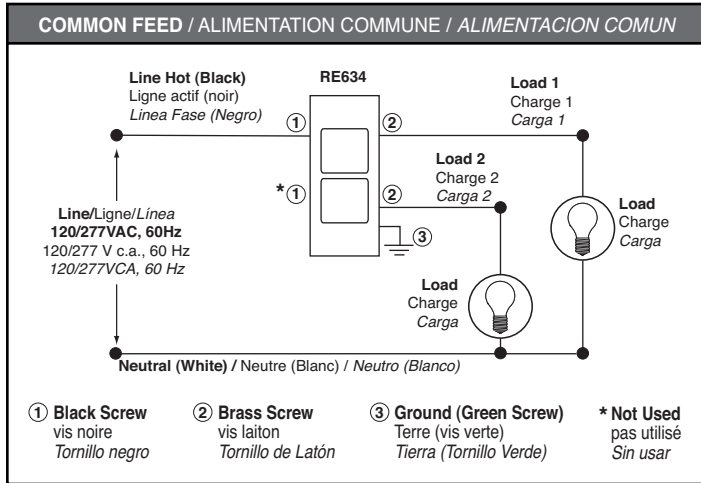 COMMON FEED / ALIMENTATION COMMUNE / ALIMENTACION COMUN
Line Hot (Black)
Ligne actif (noir)
Linea Fase (Negro)
RE634
Load 1
Charge 1
Carga 1
1
2
Load 2
Charge 2
Carga 2
*1
2
3
Line/Ligne/Línea
120/277VAC, 60Hz
120/277 V c.a., 60 Hz
120/277VCA, 60 Hz
Load
Charge
Carga
Load
Charge
Carga
Neutral (White) / Neutre (Blanc) / Neutro (Blanco)
1 Black Screw
vis noire
Tornillo negro
2 Brass Screw
vis laiton
Tornillo de Latón
3 Ground (Green Screw)
Terre (vis verte)
Tierra (Tornillo Verde)
* Not Used
pas utilisé
Sin usar